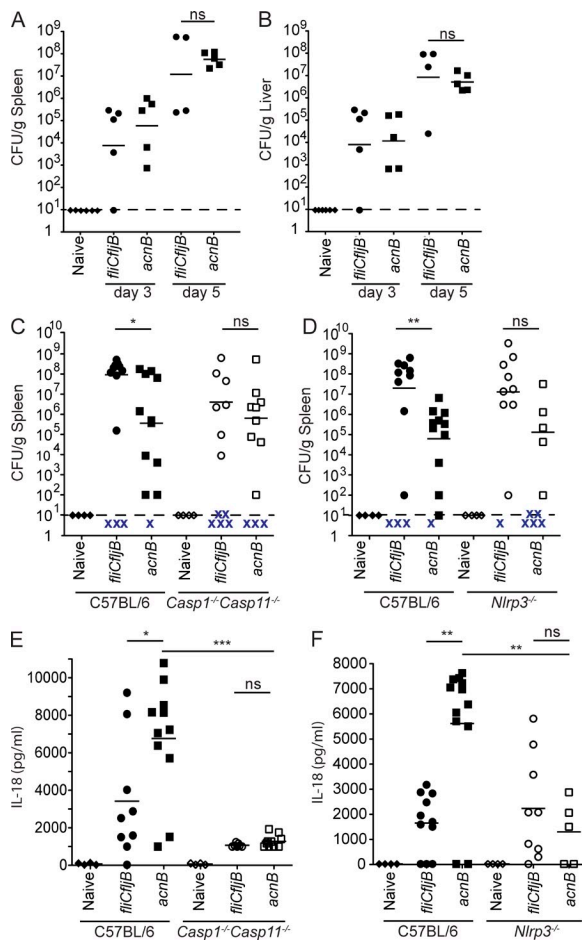 A
ns
CFU/g Spleen
10⁹
10⁸
10⁷
10⁶
10⁵
10⁴
10³
10²
10¹
1
Naive
fliCfljB
acnB
fliCfljB
acnB
day 3
day 5
B
ns
CFU/g Liver
10⁹
10⁸
10⁷
10⁶
10⁵
10⁴
10³
10²
10¹
1
Naive
fliCfljB
acnB
fliCfljB
acnB
day 3
day 5
C
*
ns
CFU/g Spleen
10¹⁰
10⁹
10⁸
10⁷
10⁶
10⁵
10⁴
10³
10²
10¹
1
XXX
X
XX
XXX
XXX
Naive
fliCfljB
acnB
Naive
fliCfljB
acnB
C57BL/6
Casp1⁻/⁻Casp11⁻/⁻
D
**
ns
CFU/g Spleen
10¹⁰
10⁹
10⁸
10⁷
10⁶
10⁵
10⁴
10³
10²
10¹
1
XXX
X
X
XX
XXX
Naive
fliCfljB
acnB
Naive
fliCfljB
acnB
C57BL/6
Nlrp3⁻/⁻
E
*
***
ns
IL-18 (pg/ml)
10000
8000
6000
4000
2000
0
Naive
fliCfljB
acnB
Naive
fliCfljB
acnB
C57BL/6
Casp1⁻/⁻Casp11⁻/⁻
F
**
ns
**
IL-18 (pg/ml)
8000
7000
6000
5000
4000
3000
2000
1000
0
Naive
fliCfljB
acnB
Naive
fliCfljB
acnB
C57BL/6
Nlrp3⁻/⁻